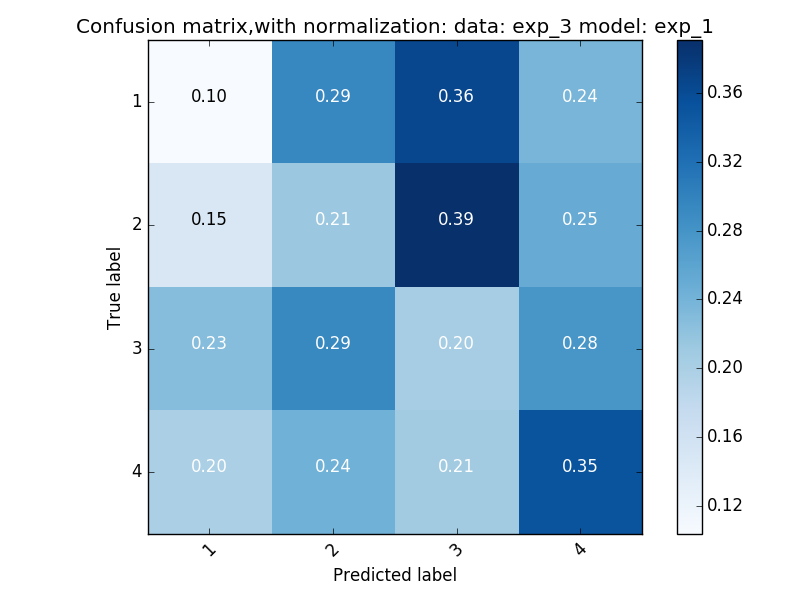 Confusion matrix,with normalization: data: exp_3 model: exp_1
1 0.10 0.29 0.36 0.24
2 0.15 0.21 0.39 0.25
3 0.23 0.29 0.20 0.28
4 0.20 0.24 0.21 0.35
1 2 3 4
True label
Predicted label
0.36
0.32
0.28
0.24
0.20
0.16
0.12